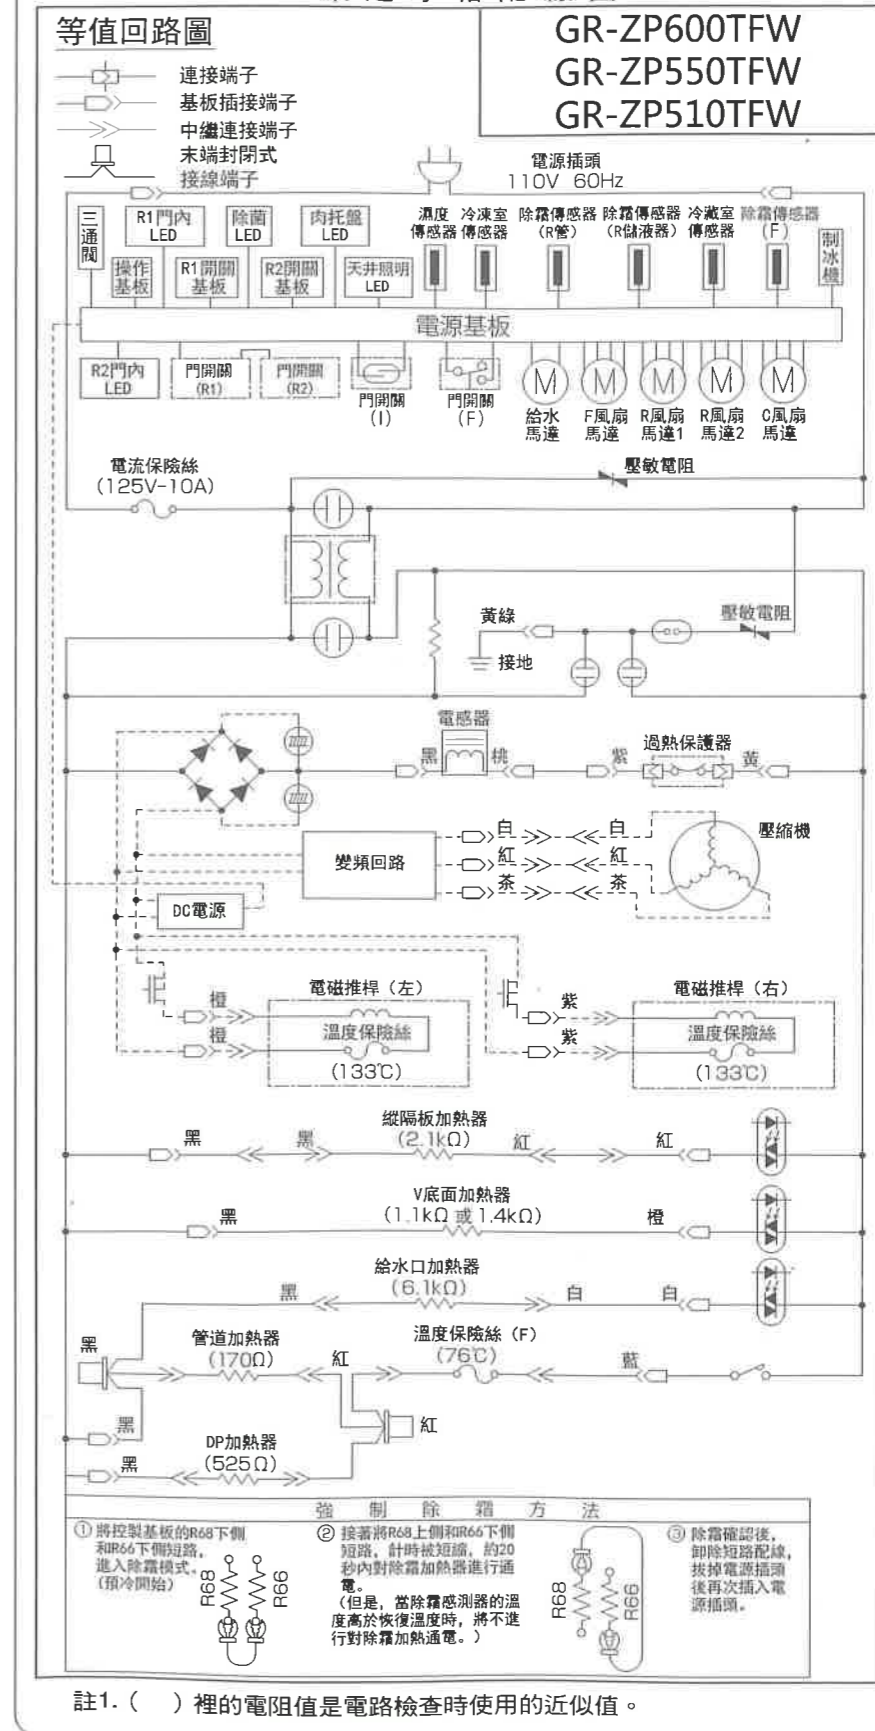 等值回路圖
GR-ZP600TFW
GR-ZP550TFW
GR-ZP510TFW
連接端子
基板插接端子
中繼連接端子
末端封閉式
接線端子
電源插頭
110V 60Hz
三通閥
R1門內
LED
除菌
LED
肉托盤
LED
濕度
傳感器
冷凍室
傳感器
除霜傳感器
(R管)
除霜傳感器
(R儲液器)
冷藏室
傳感器
除霜傳感器
(F)
制冰機
操作
基板
R1開關
基板
R2開關
基板
天井照明
LED
電源基板
R2門內
LED
門開關
(R1)
門開關
(R2)
門開關
(I)
門開關
(F)
M
M
M
M
M
給水
馬達
F風扇
馬達
R風扇
馬達1
R風扇
馬達2
C風扇
馬達
電流保險絲
(125V-10A)
壓敏電阻
黃綠
接地
壓敏電阻
電感器
黑
桃
紫
過熱保護器
黃
變頻回路
白
白
紅
紅
茶
茶
壓縮機
DC電源
電磁推桿（左）
橙
橙
溫度保險絲
(133℃)
電磁推桿（右）
紫
紫
溫度保險絲
(133℃)
縱隔板加熱器
(2.1kΩ)
黑
黑
紅
紅
V底面加熱器
(1.1kΩ 或 1.4kΩ)
黑
橙
給水口加熱器
(6.1kΩ)
黑
白
白
黑
管道加熱器
(170Ω)
紅
溫度保險絲（F）
(76℃)
藍
黑
紅
DP加熱器
(525Ω)
黑
強制除霜方法
① 將控製基板的R68下側
和R66下側短路，
進入除霜模式。
(預冷開始)
R68
R66
② 接著將R68上側和R66下側
短路，計時被短縮，約20
秒內對除霜加熱器進行通
電。
(但是，當除霜感測器的溫
度高於恢復溫度時，將不進
行對除霜加熱通電。)
R68
R66
③ 除霜確認後，
卸除短路配線，
拔掉電源插頭
後再次插入電
源插頭。
註1.（ ）裡的電阻值是電路檢查時使用的近似值。